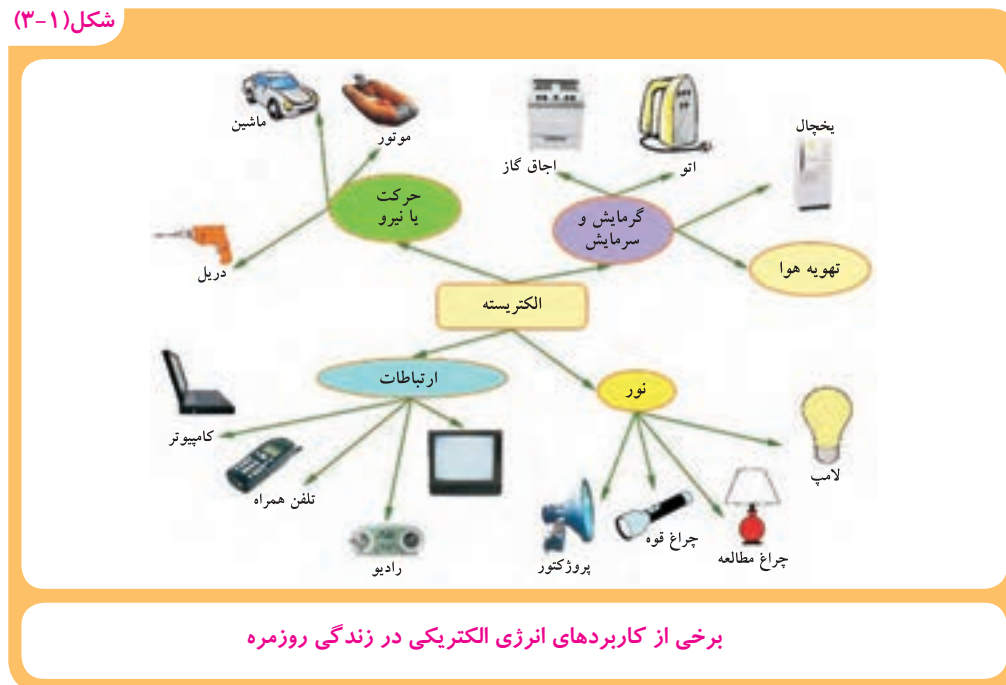 شکل(۱-۳)
ماشین
موتور
اجاق گاز
اتو
یخچال
حرکت
یا نیرو
گرمایش و
سرمایش
تهویه هوا
دریل
الکتریسته
ارتباطات
نور
کامپیوتر
تلفن همراه
رادیو
لامپ
چراغ مطالعه
چراغ قوه
پروژکتور
برخی از کاربردهای انرژی الکتریکی در زندگی روزمره